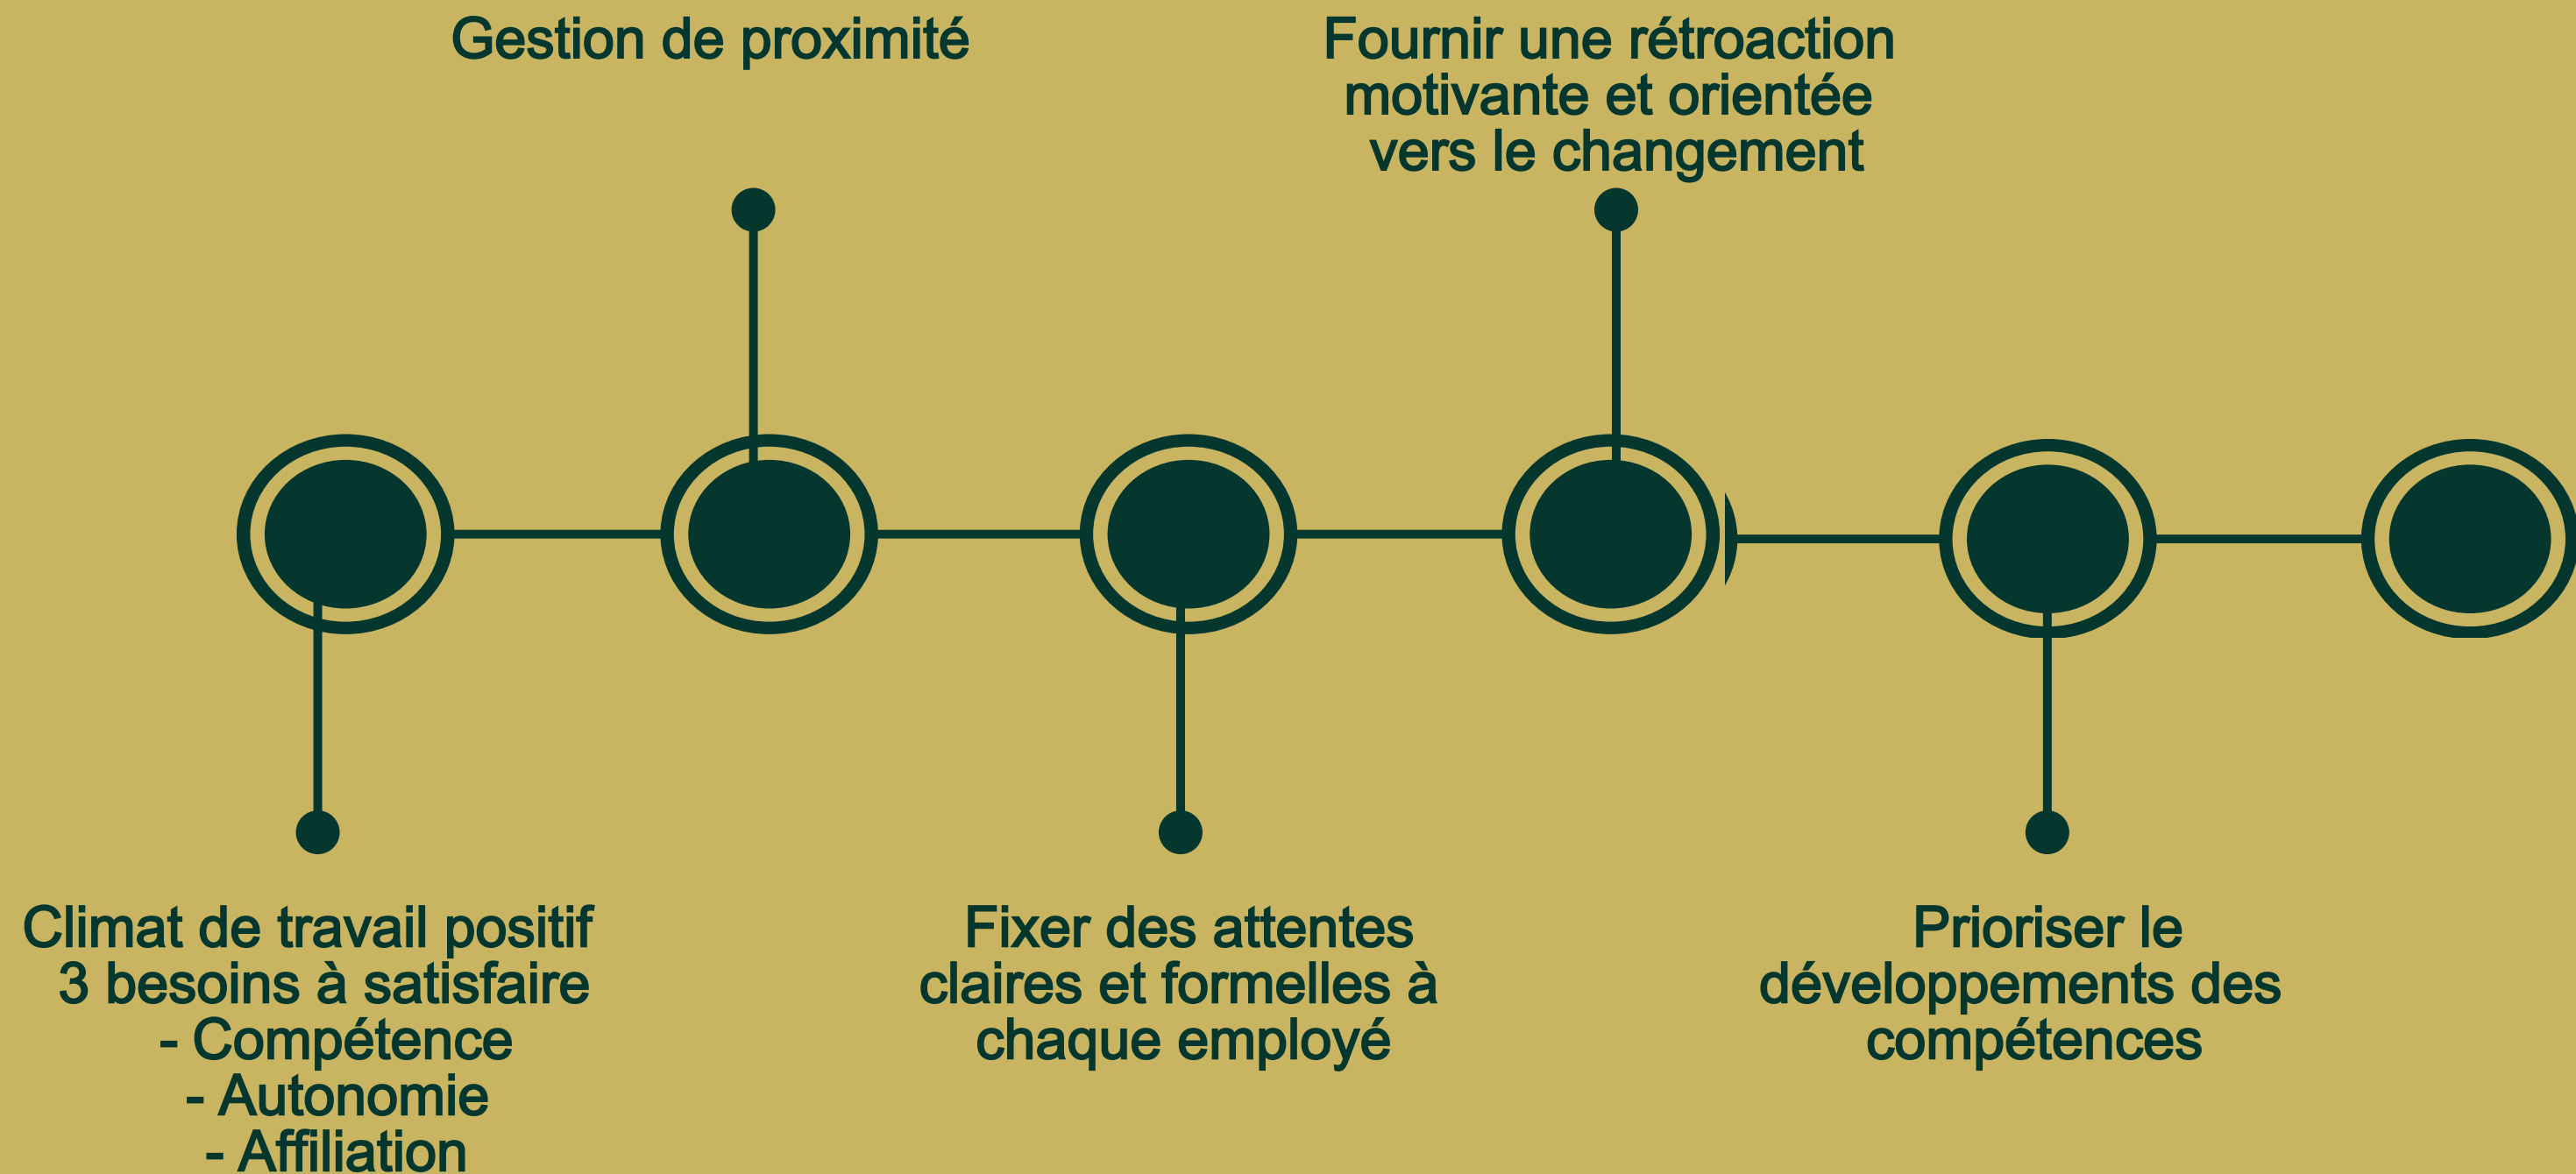 Gestion de proximité
Fournir une rétroaction
motivante et orientée
vers le changement
Climat de travail positif
3 besoins à satisfaire
- Compétence
- Autonomie
- Affiliation
Fixer des attentes
claires et formelles à
chaque employé
Prioriser le
développements des
compétences